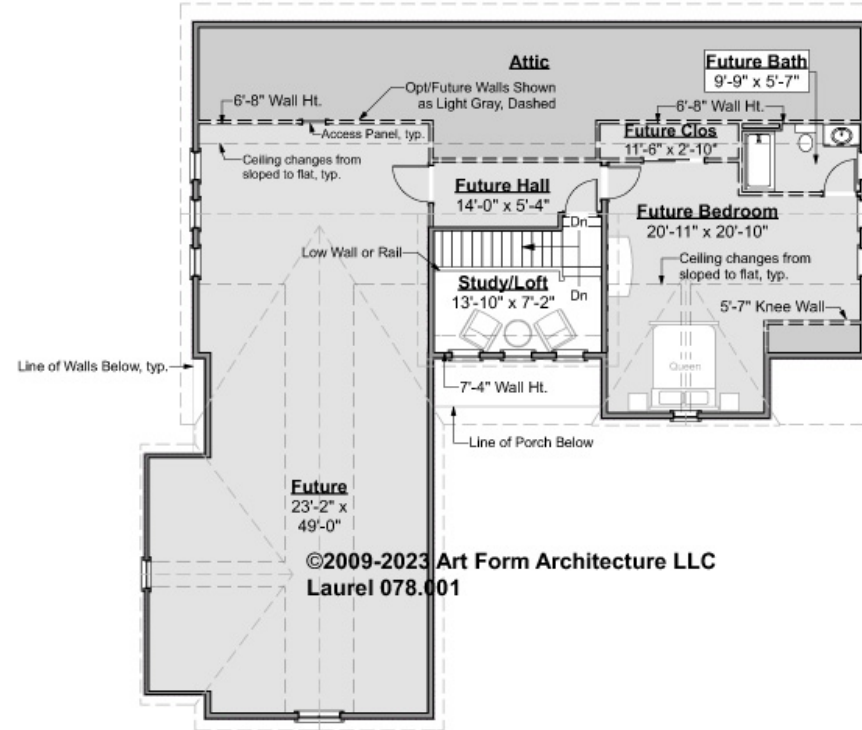 Attic
Future Bath
9'-9" x 5'-7"
6'-8" Wall Ht.
Opt/Future Walls Shown
as Light Gray, Dashed
6'-8" Wall Ht.
Access Panel, typ.
Future Clos
11'-6" x 2'-10"
Ceiling changes from
sloped to flat, typ.
Future Hall
14'-0" x 5'-4"
Future Bedroom
20'-11" x 20'-10"
Dn
Low Wall or Rail
Ceiling changes from
sloped to flat, typ.
Study/Loft
13'-10" x 7'-2"
Dn
5'-7" Knee Wall
Line of Walls Below, typ.
Queen
7'-4" Wall Ht.
Line of Porch Below
Future
23'-2" x
49'-0"
©2009-2023 Art Form Architecture LLC
Laurel 078.001